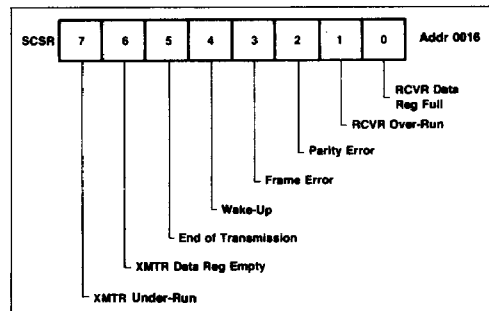 SCSR 7 6 5 4 3 2 1 0 Addr 0016
RCVR Data
Reg Full
RCVR Over-Run
Parity Error
Frame Error
Wake-Up
End of Transmission
XMTR Data Reg Empty
XMTR Under-Run